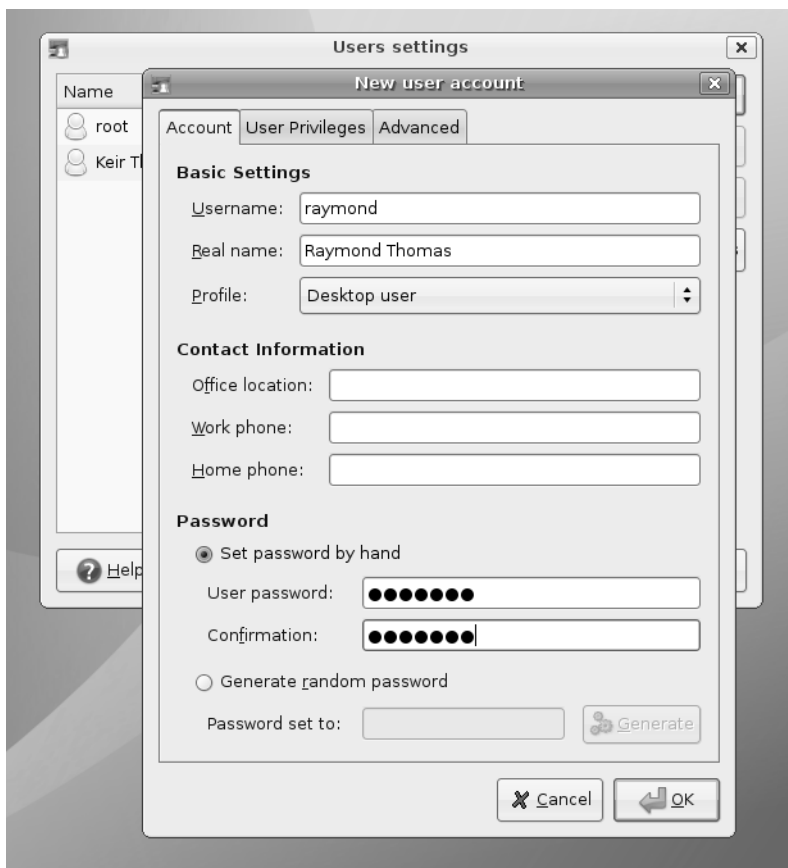 Users settings
Name
New user account
root
Keir
Account User Privileges Advanced
Basic Settings
Username: raymond
Real name: Raymond Thomas
Profile: Desktop user
Contact Information
Office location:
Work phone:
Home phone:
Password
Set password by hand
User password: ●●●●●●●
Confirmation: ●●●●●●●
Generate random password
Password set to: Generate
Help
Cancel OK